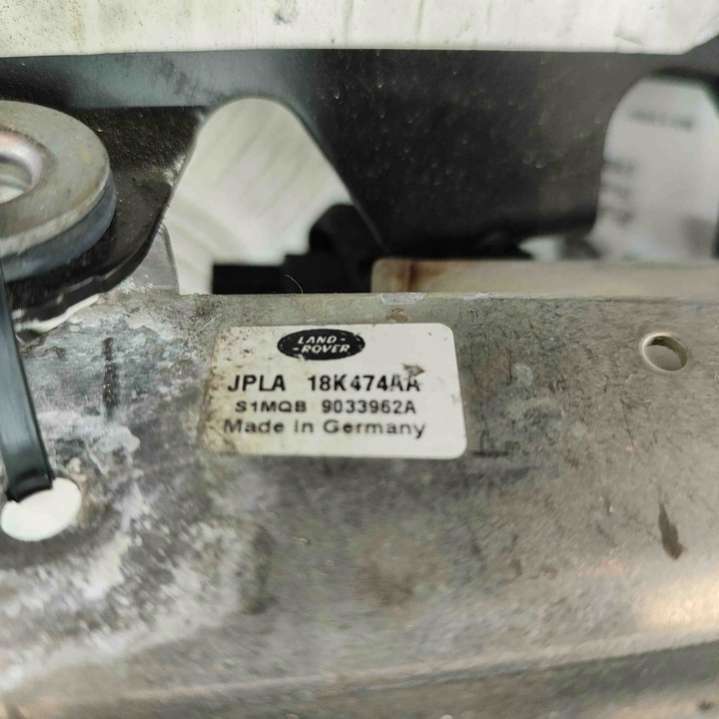 LAND-
-ROVER
JPLA 18K474AA
S1MQB 9033962A
Made in Germany